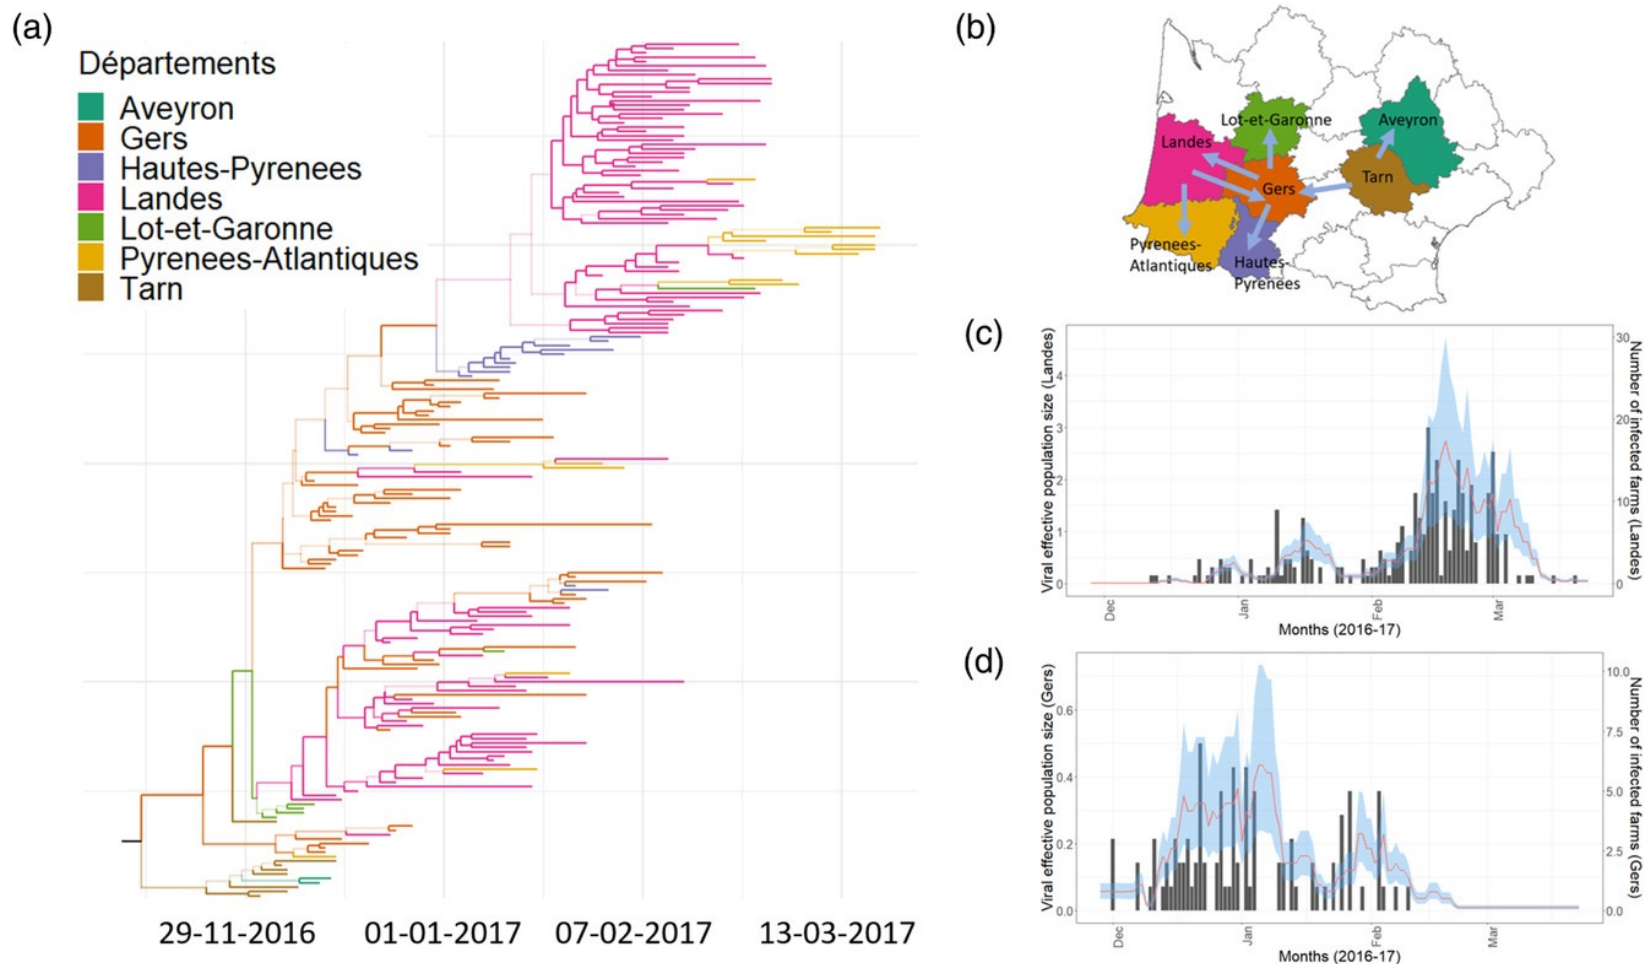 (a)
Départements
Aveyron
Gers
Hautes-Pyrenees
Landes
Lot-et-Garonne
Pyrenees-Atlantiques
Tarn
29-11-2016
01-01-2017
07-02-2017
13-03-2017
(b)
Lot-et-Garonne
Aveyron
Landes
Tarn
Gers
Pyrenees-
Atlantiques
Hautes-
Pyrenees
(c)
Viral effective population size (Landes)
4
3
2
1
0
30
20
10
0
Number of infected farms (Landes)
Dec
Jan
Feb
Mar
Months (2016-17)
(d)
Viral effective population size (Gers)
0.6
0.4
0.2
0.0
10.0
7.5
5.0
2.5
0.0
Number of infected farms (Gers)
Dec
Jan
Feb
Mar
Months (2016-17)